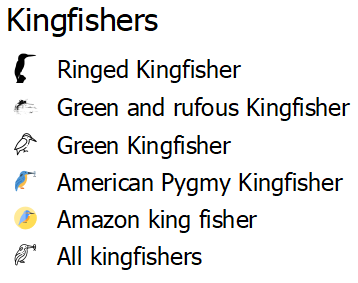 Kingfishers
Ringed Kingfisher
Green and rufous Kingfisher
Green Kingfisher
American Pygmy Kingfisher
Amazon king fisher
All kingfishers